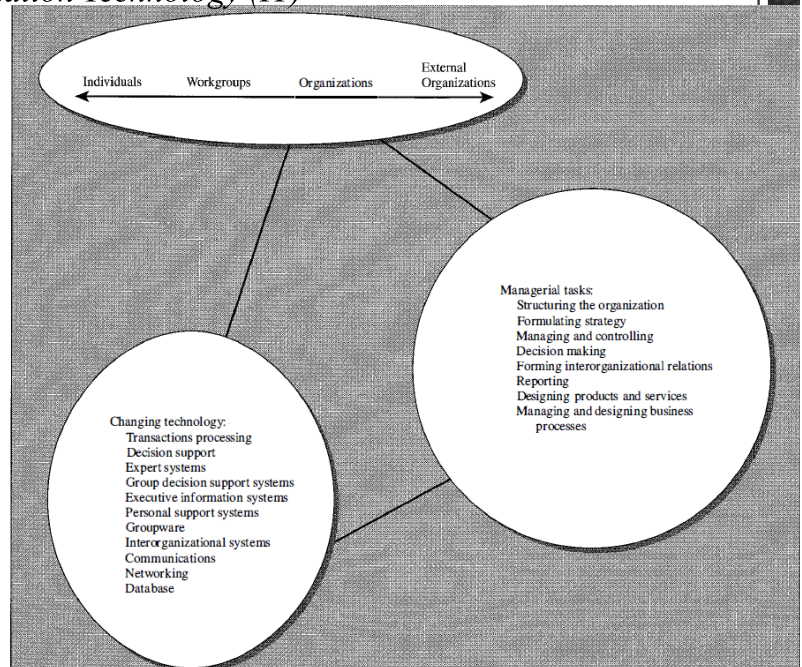 Technology (IT)
Individuals Workgroups Organizations External Organizations
Managerial tasks:
Structuring the organization
Formulating strategy
Managing and controlling
Decision making
Forming interorganizational relations
Reporting
Designing products and services
Managing and designing business
processes
Changing technology:
Transactions processing
Decision support
Expert systems
Group decision support systems
Executive information systems
Personal support systems
Groupware
Interorganizational systems
Communications
Networking
Database